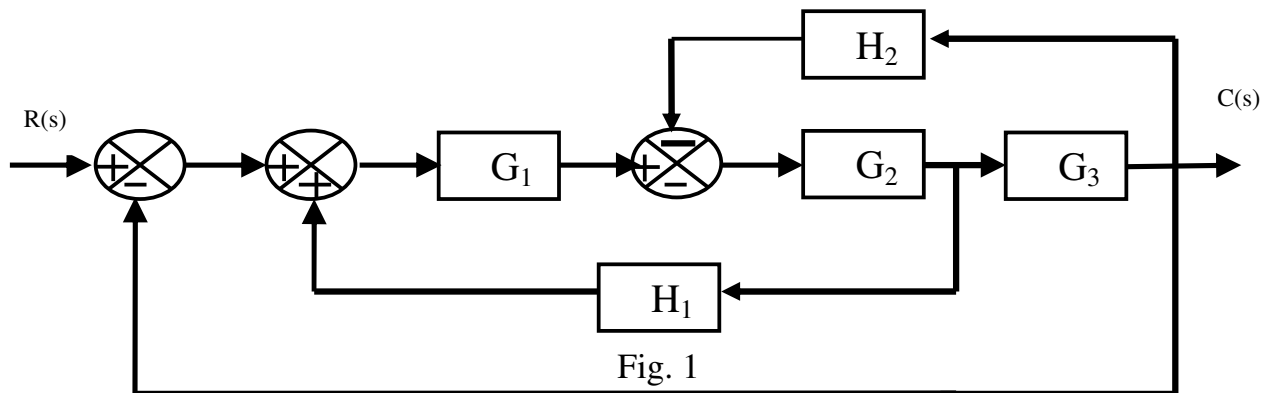 H₂
R(s)
C(s)
+
−
+
+
G₁
−
+
−
G₂
G₃
H₁
Fig. 1